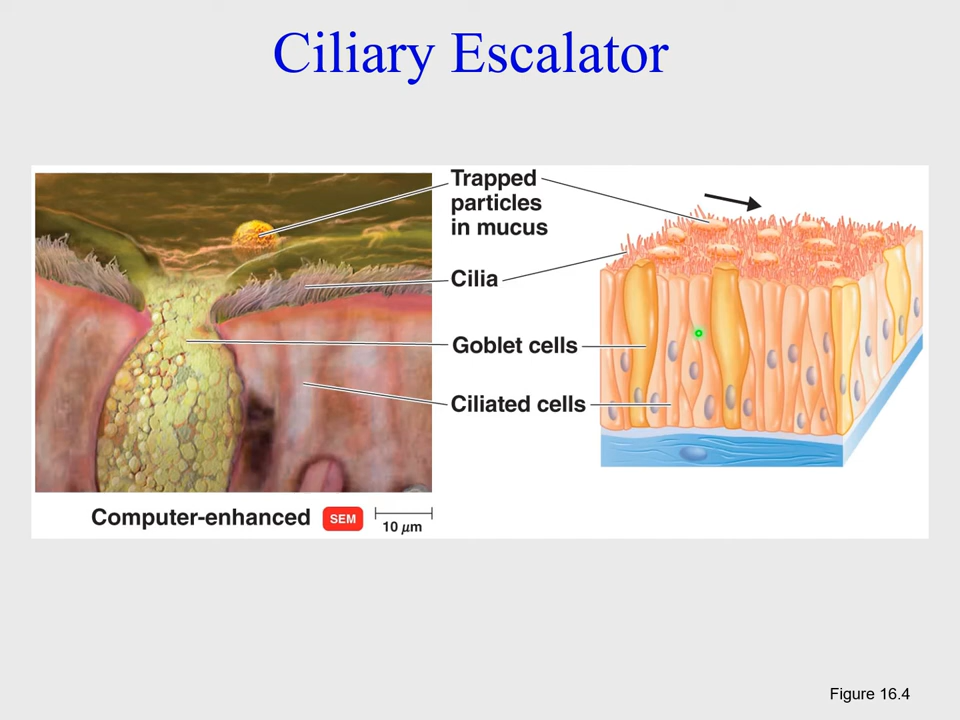 Ciliary Escalator
Trapped
particles
in mucus
Cilia
Goblet cells
Ciliated cells
Computer-enhanced SEM
10 μm
Figure 16.4